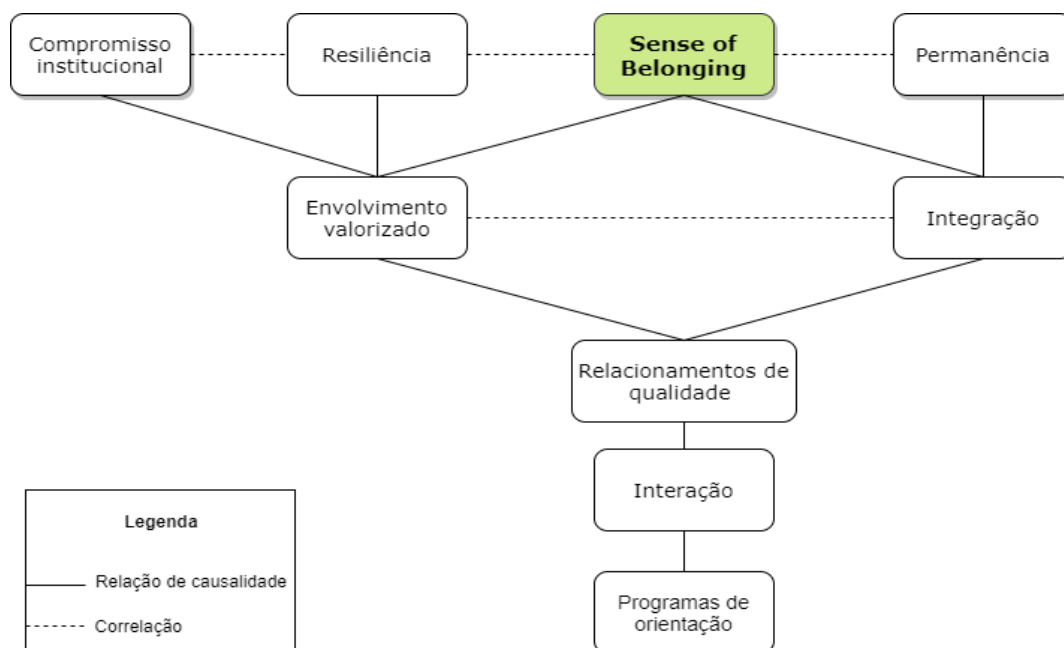 Compromisso
institucional
Resiliência
Sense of
Belonging
Permanência
Envolvimento
valorizado
Integração
Relacionamentos de
qualidade
Interação
Programas de
orientação
Legenda
Relação de causalidade
Correlação